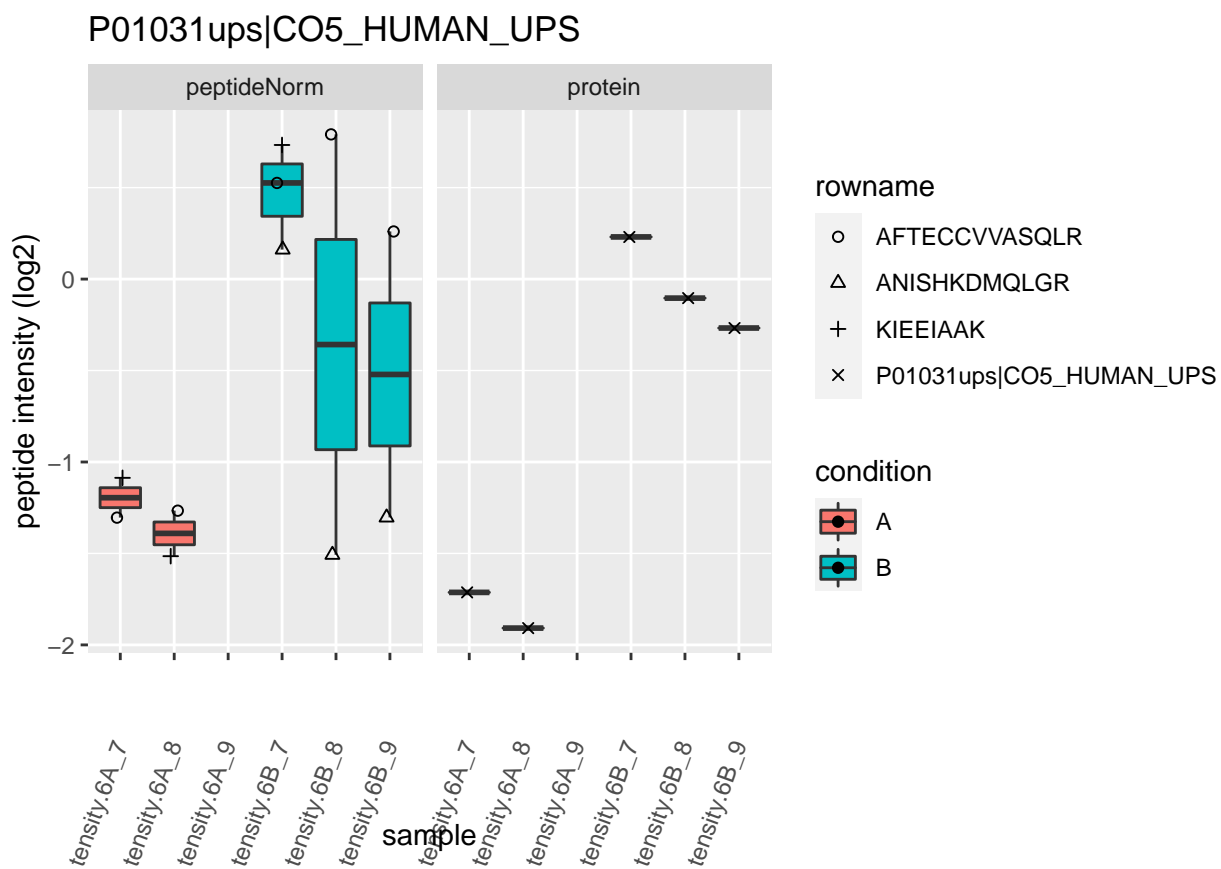 P01031ups|CO5_HUMAN_UPS
peptideNorm
protein
peptide intensity (log2)
0
−1
−2
tensity.6A_7
tensity.6A_8
tensity.6A_9
tensity.6B_7
tensity.6B_8
tensity.6B_9
tensity.6A_7
tensity.6A_8
tensity.6A_9
tensity.6B_7
tensity.6B_8
tensity.6B_9
sample
rowname
AFTECCVVASQLR
ANISHKDMQLGR
KIEEIAAK
P01031ups|CO5_HUMAN_UPS
condition
A
B